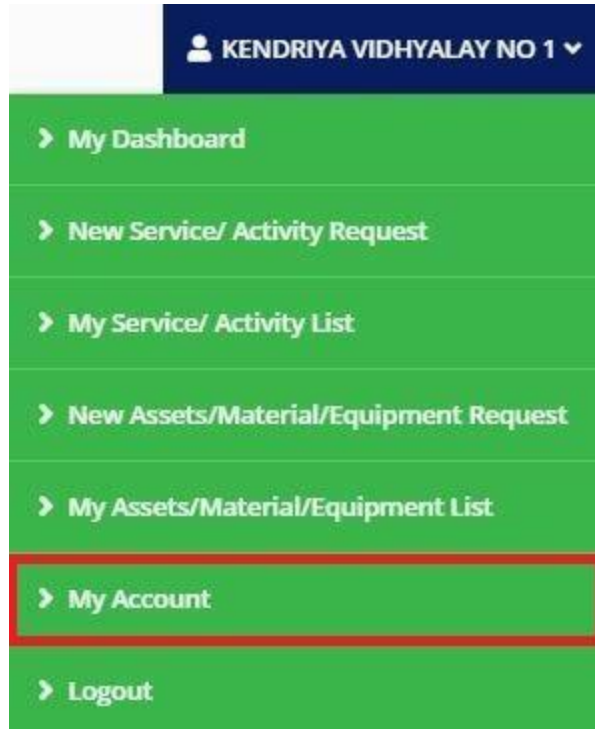 KENDRIYA VIDHYALAY NO 1
My Dashboard
New Service/ Activity Request
My Service/ Activity List
New Assets/Material/Equipment Request
My Assets/Material/Equipment List
My Account
Logout